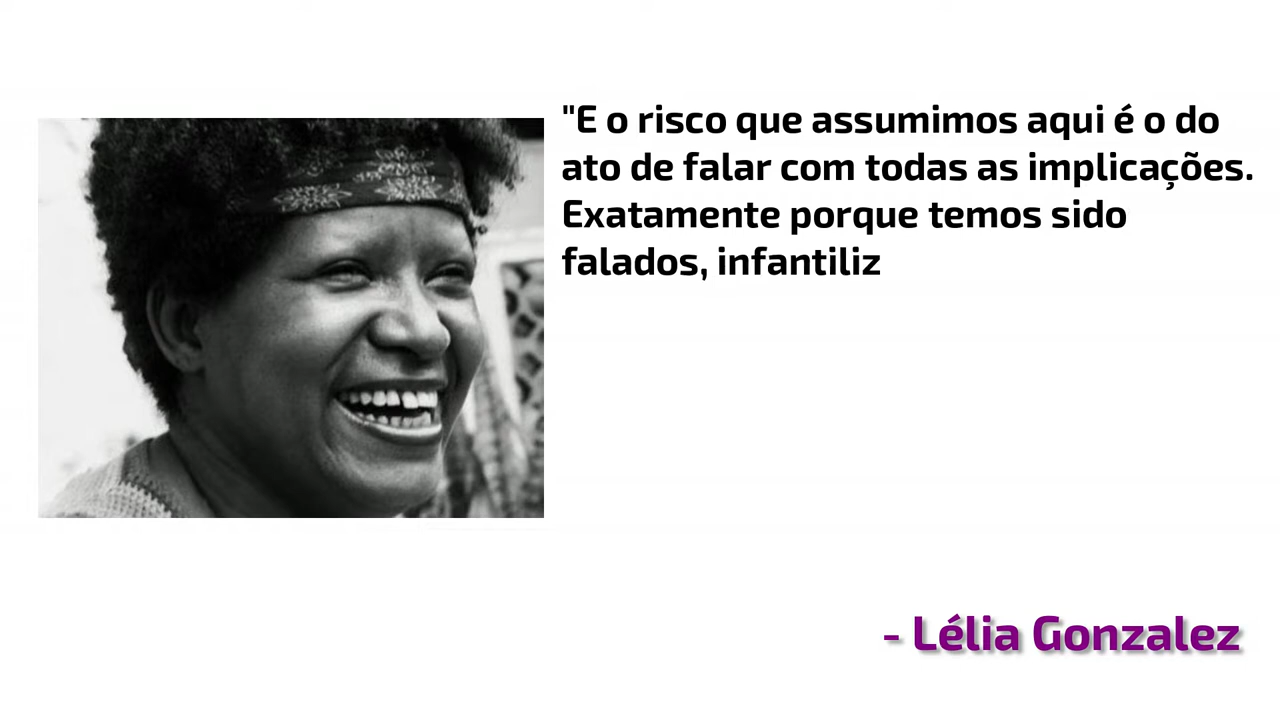 "E o risco que assumimos aqui é o do
ato de falar com todas as implicações.
Exatamente porque temos sido
falados, infantiliz
- Lélia Gonzalez